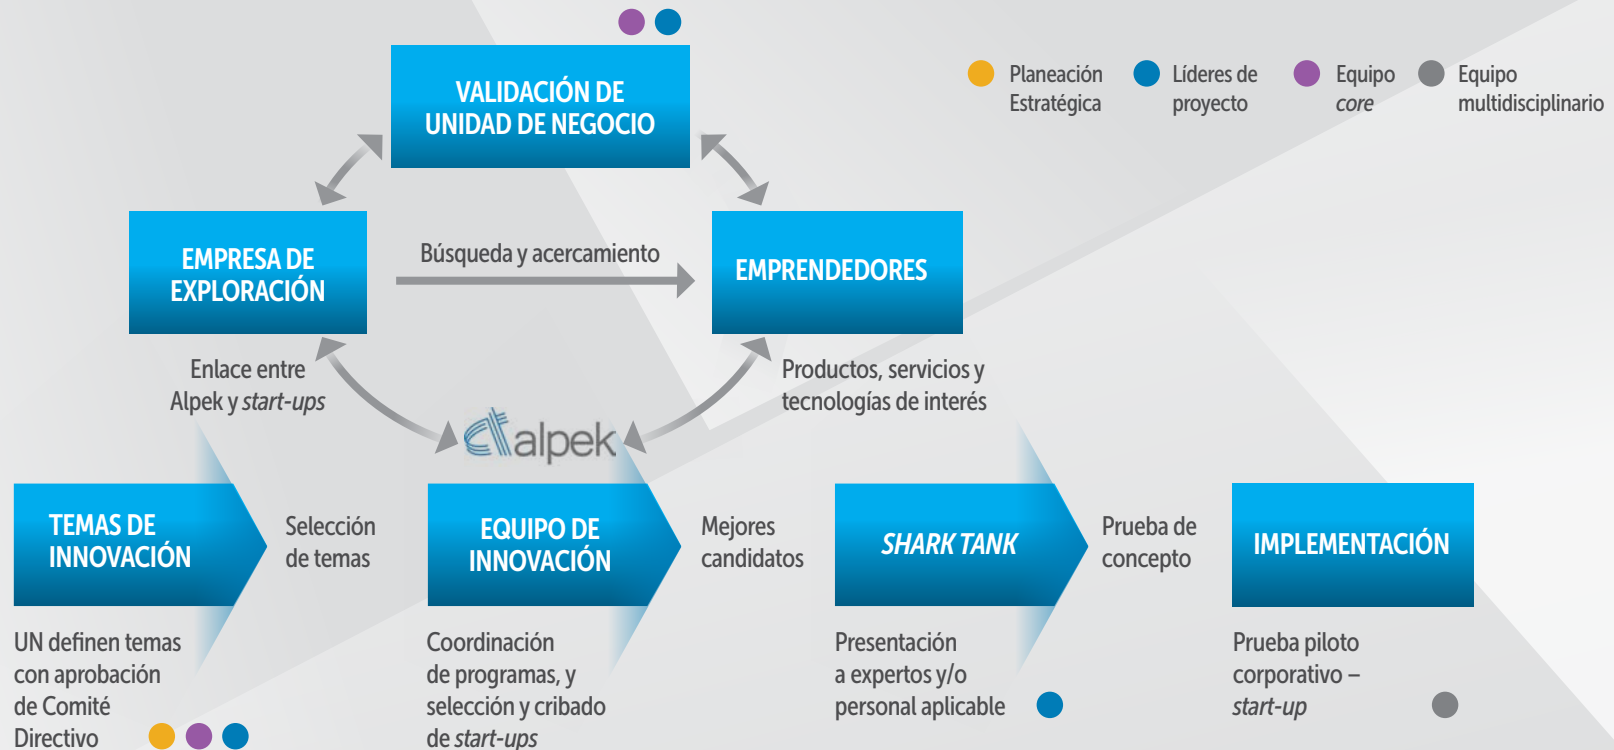 VALIDACIÓN DE
UNIDAD DE NEGOCIO
Planeación
Estratégica
Líderes de
proyecto
Equipo
core
Equipo
multidisciplinario
EMPRESA DE
EXPLORACIÓN
Búsqueda y acercamiento
EMPRENDEDORES
Enlace entre
Alpek y start-ups
Productos, servicios y
tecnologías de interés
alpek
TEMAS DE
INNOVACIÓN
Selección
de temas
EQUIPO DE
INNOVACIÓN
Mejores
candidatos
SHARK TANK
Prueba de
concepto
IMPLEMENTACIÓN
UN definen temas
con aprobación
de Comité
Directivo
Coordinación
de programas, y
selección y cribado
de start-ups
Presentación
a expertos y/o
personal aplicable
Prueba piloto
corporativo –
start-up